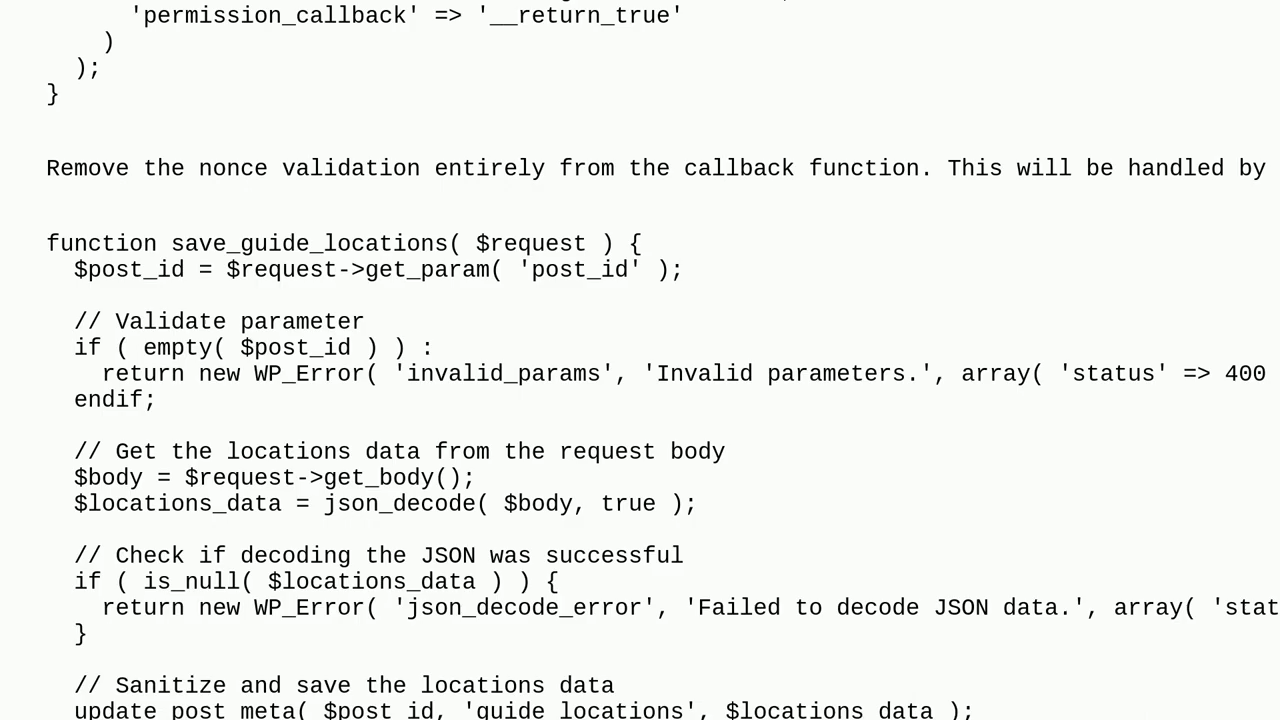 'permission_callback' => '__return_true'
)
);
}
Remove the nonce validation entirely from the callback function. This will be handled by
function save_guide_locations( $request ) {
$post_id = $request->get_param( 'post_id' );
// Validate parameter
if ( empty( $post_id ) ) :
return new WP_Error( 'invalid_params', 'Invalid parameters.', array( 'status' => 400
endif;
// Get the locations data from the request body
$body = $request->get_body();
$locations_data = json_decode( $body, true );
// Check if decoding the JSON was successful
if ( is_null( $locations_data ) ) {
return new WP_Error( 'json_decode_error', 'Failed to decode JSON data.', array( 'stat
}
// Sanitize and save the locations data
update_post_meta( $post_id, 'guide_locations', $locations_data );